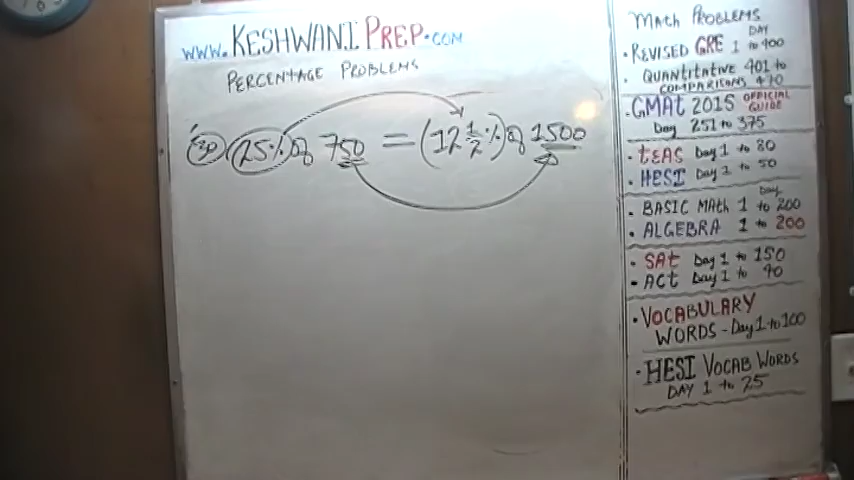 www.KESHWANIPREP.COM
PERCENTAGE PROBLEMS
25% of 750 = (12 1/2 %) of 1500
MATH PROBLEMS
DAY
• REVISED GRE 1 to 400
• QUANTITATIVE 401 to
COMPARISONS 410
• GMAT 2015 OFFICIAL GUIDE
Day 251 to 375
• TEAS Day 1 to 80
• HESI Day 1 to 50
Day
• BASIC MATH 1 to 200
• ALGEBRA 1 to 200
• SAT Day 1 to 150
• ACT Day 1 to 90
• VOCABULARY
WORDS - Day 1 to 100
• HESI VOCAB WORDS
DAY 1 to 25